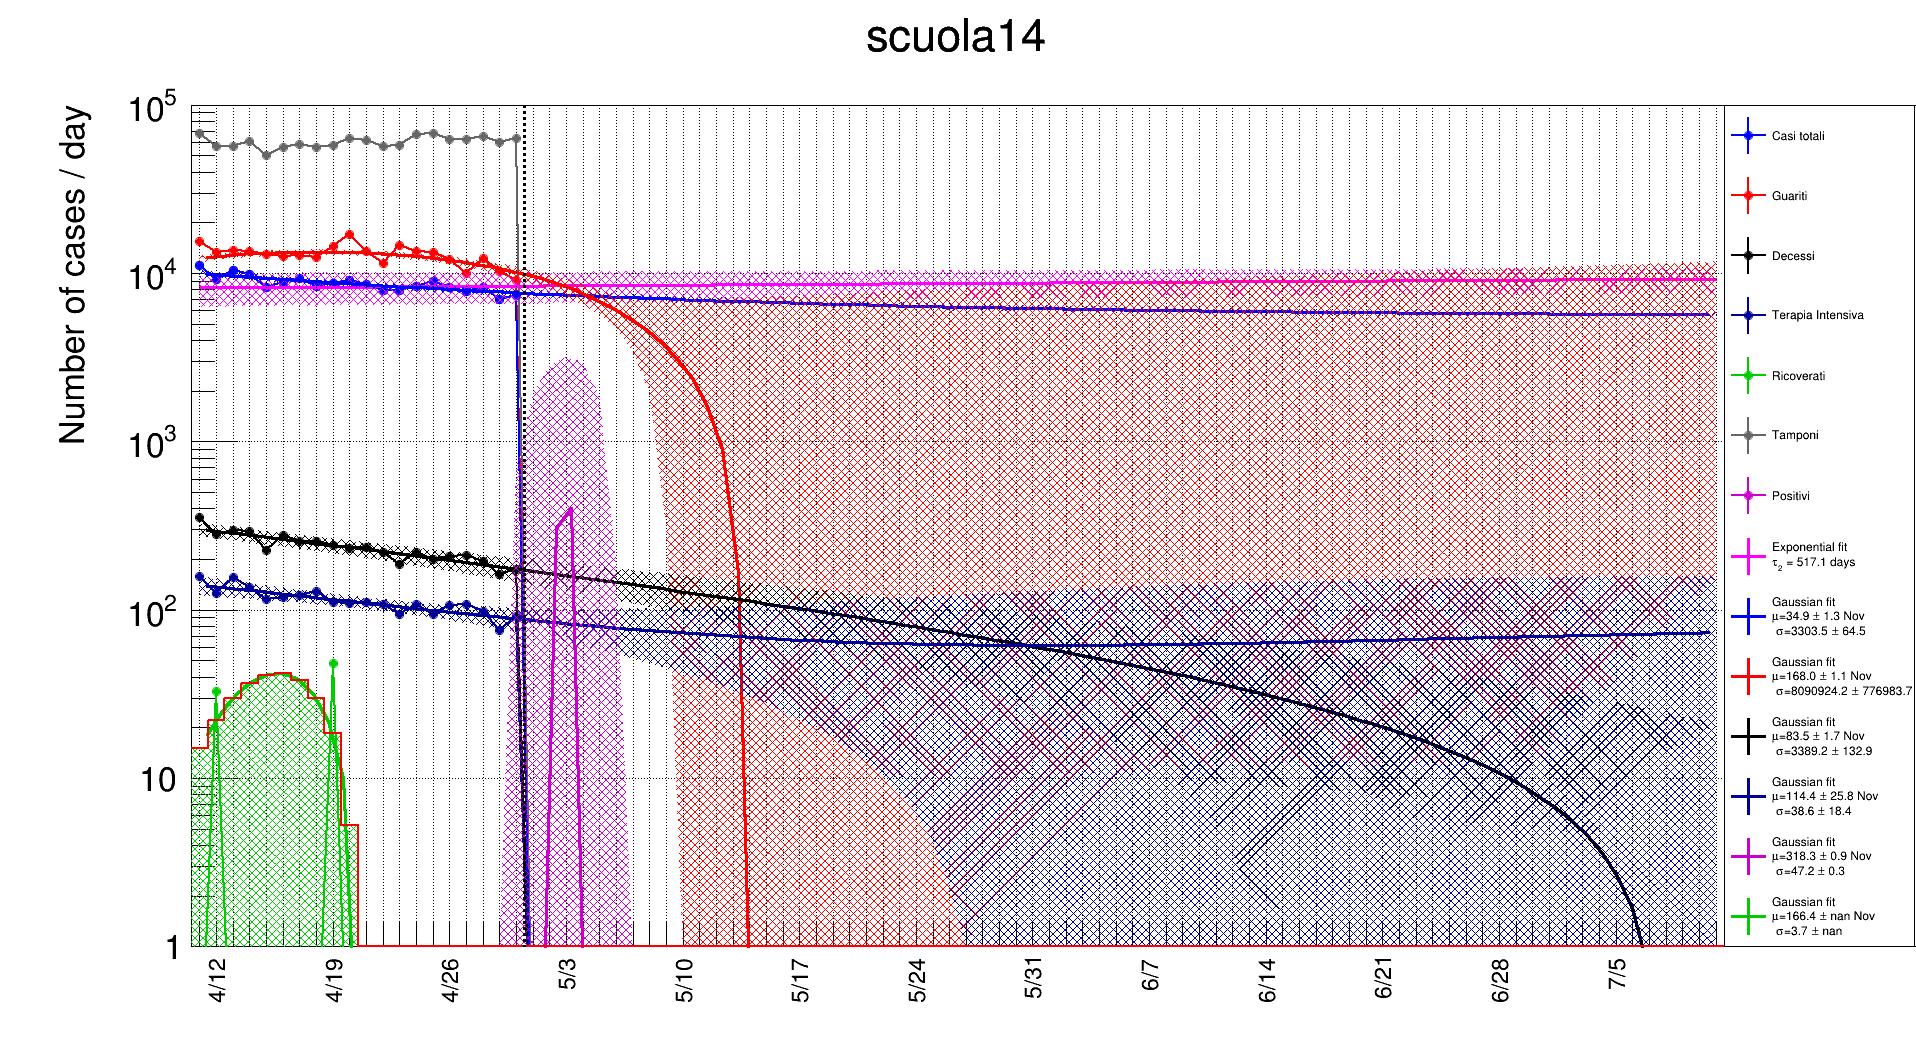 scuola14
Number of cases / day
10^5
10^4
10^3
10^2
10
1
4/12
4/19
4/26
5/3
5/10
5/17
5/24
5/31
6/7
6/14
6/21
6/28
7/5
Casi totali
Guariti
Decessi
Terapia Intensiva
Ricoverati
Tamponi
Positivi
Exponential fit
τ₂ = 517.1 days
Gaussian fit
μ=34.9 ± 1.3 Nov
σ=3303.5 ± 64.5
Gaussian fit
μ=168.0 ± 1.1 Nov
σ=8090924.2 ± 776983.7
Gaussian fit
μ=83.5 ± 1.7 Nov
σ=3389.2 ± 132.9
Gaussian fit
μ=114.4 ± 25.8 Nov
σ=38.6 ± 18.4
Gaussian fit
μ=318.3 ± 0.9 Nov
σ=47.2 ± 0.3
Gaussian fit
μ=166.4 ± nan Nov
σ=3.7 ± nan